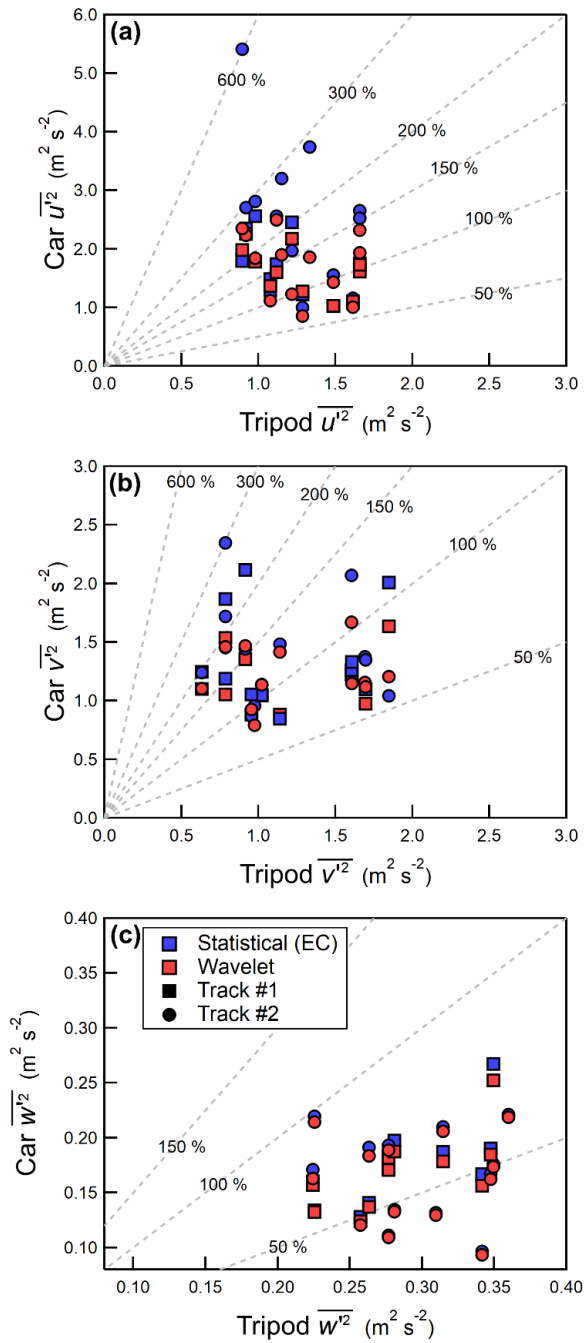 (a)
6.0
5.0
4.0
3.0
2.0
1.0
0.0
600 %
300 %
200 %
150 %
100 %
50 %
Car u'² (m² s⁻²)
0.0 0.5 1.0 1.5 2.0 2.5 3.0
Tripod u'² (m² s⁻²)
(b)
3.0
2.5
2.0
1.5
1.0
0.5
0.0
600 %
300 %
200 %
150 %
100 %
50 %
Car v'² (m² s⁻²)
0.0 0.5 1.0 1.5 2.0 2.5 3.0
Tripod v'² (m² s⁻²)
(c)
Statistical (EC)
Wavelet
Track #1
Track #2
0.40
0.35
0.30
0.25
0.20
0.15
0.10
150 %
100 %
50 %
Car w'² (m² s⁻²)
0.10 0.15 0.20 0.25 0.30 0.35 0.40
Tripod w'² (m² s⁻²)